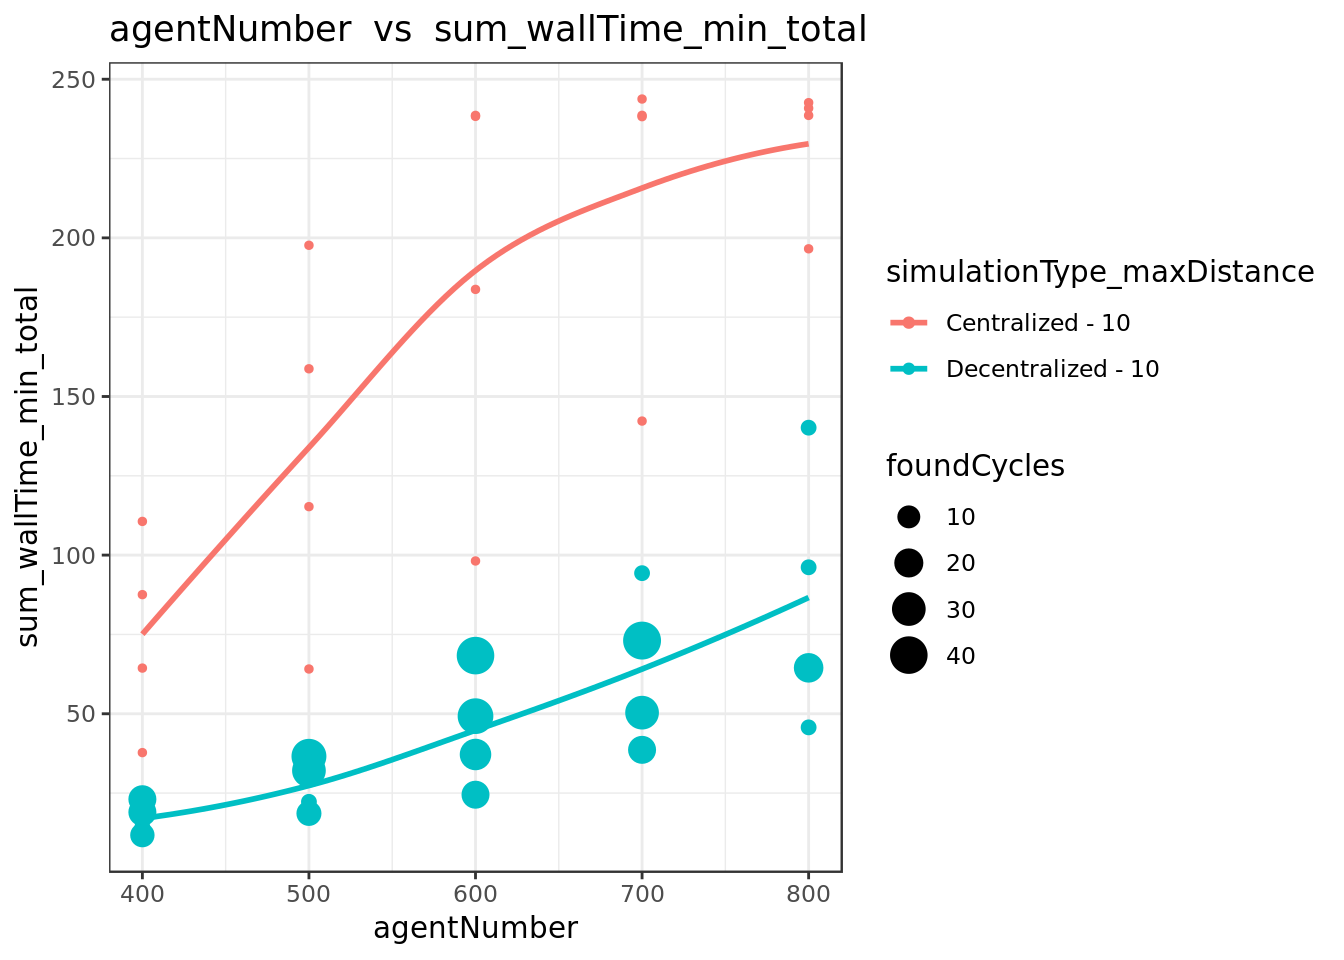 agentNumber  vs  sum_wallTime_min_total
sum_wallTime_min_total
250
200
150
100
50
400 500 600 700 800
agentNumber
simulationType_maxDistance
Centralized - 10
Decentralized - 10
foundCycles
10
20
30
40